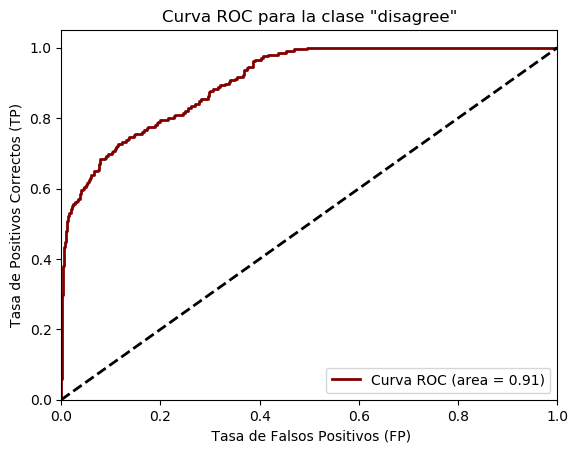 Curva ROC para la clase "disagree"
Tasa de Positivos Correctos (TP)
1.0
0.8
0.6
0.4
0.2
0.0
Curva ROC (area = 0.91)
0.0 0.2 0.4 0.6 0.8 1.0
Tasa de Falsos Positivos (FP)